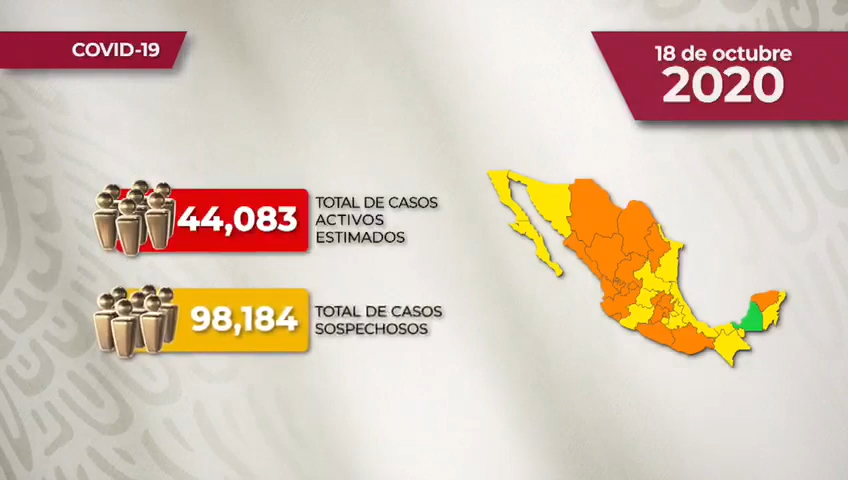 COVID-19
18 de octubre
2020
44,083
TOTAL DE CASOS
ACTIVOS
ESTIMADOS
98,184
TOTAL DE CASOS
SOSPECHOSOS